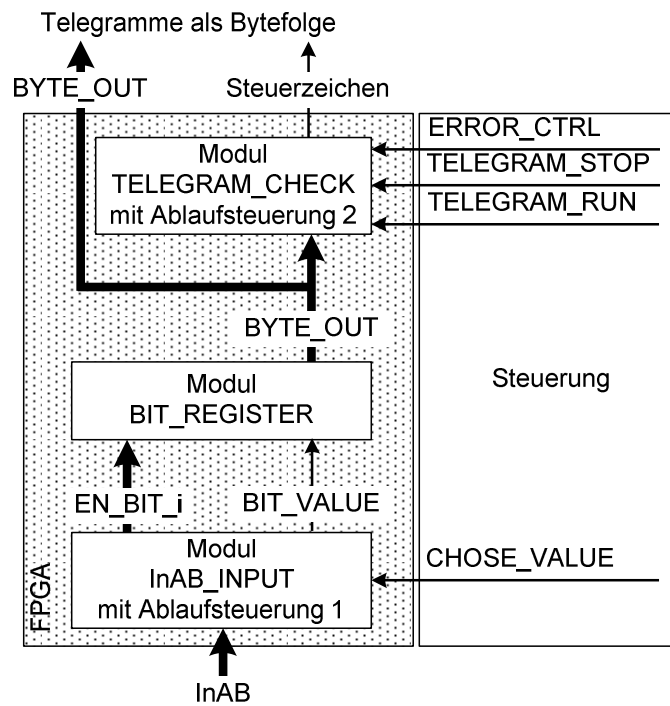 Telegramme als Bytefolge
BYTE_OUT
Steuerzeichen
Modul
TELEGRAM_CHECK
mit Ablaufsteuerung 2
ERROR_CTRL
TELEGRAM_STOP
TELEGRAM_RUN
BYTE_OUT
Modul
BIT_REGISTER
Steuerung
EN_BIT_i
BIT_VALUE
Modul
InAB_INPUT
mit Ablaufsteuerung 1
CHOSE_VALUE
FPGA
InAB